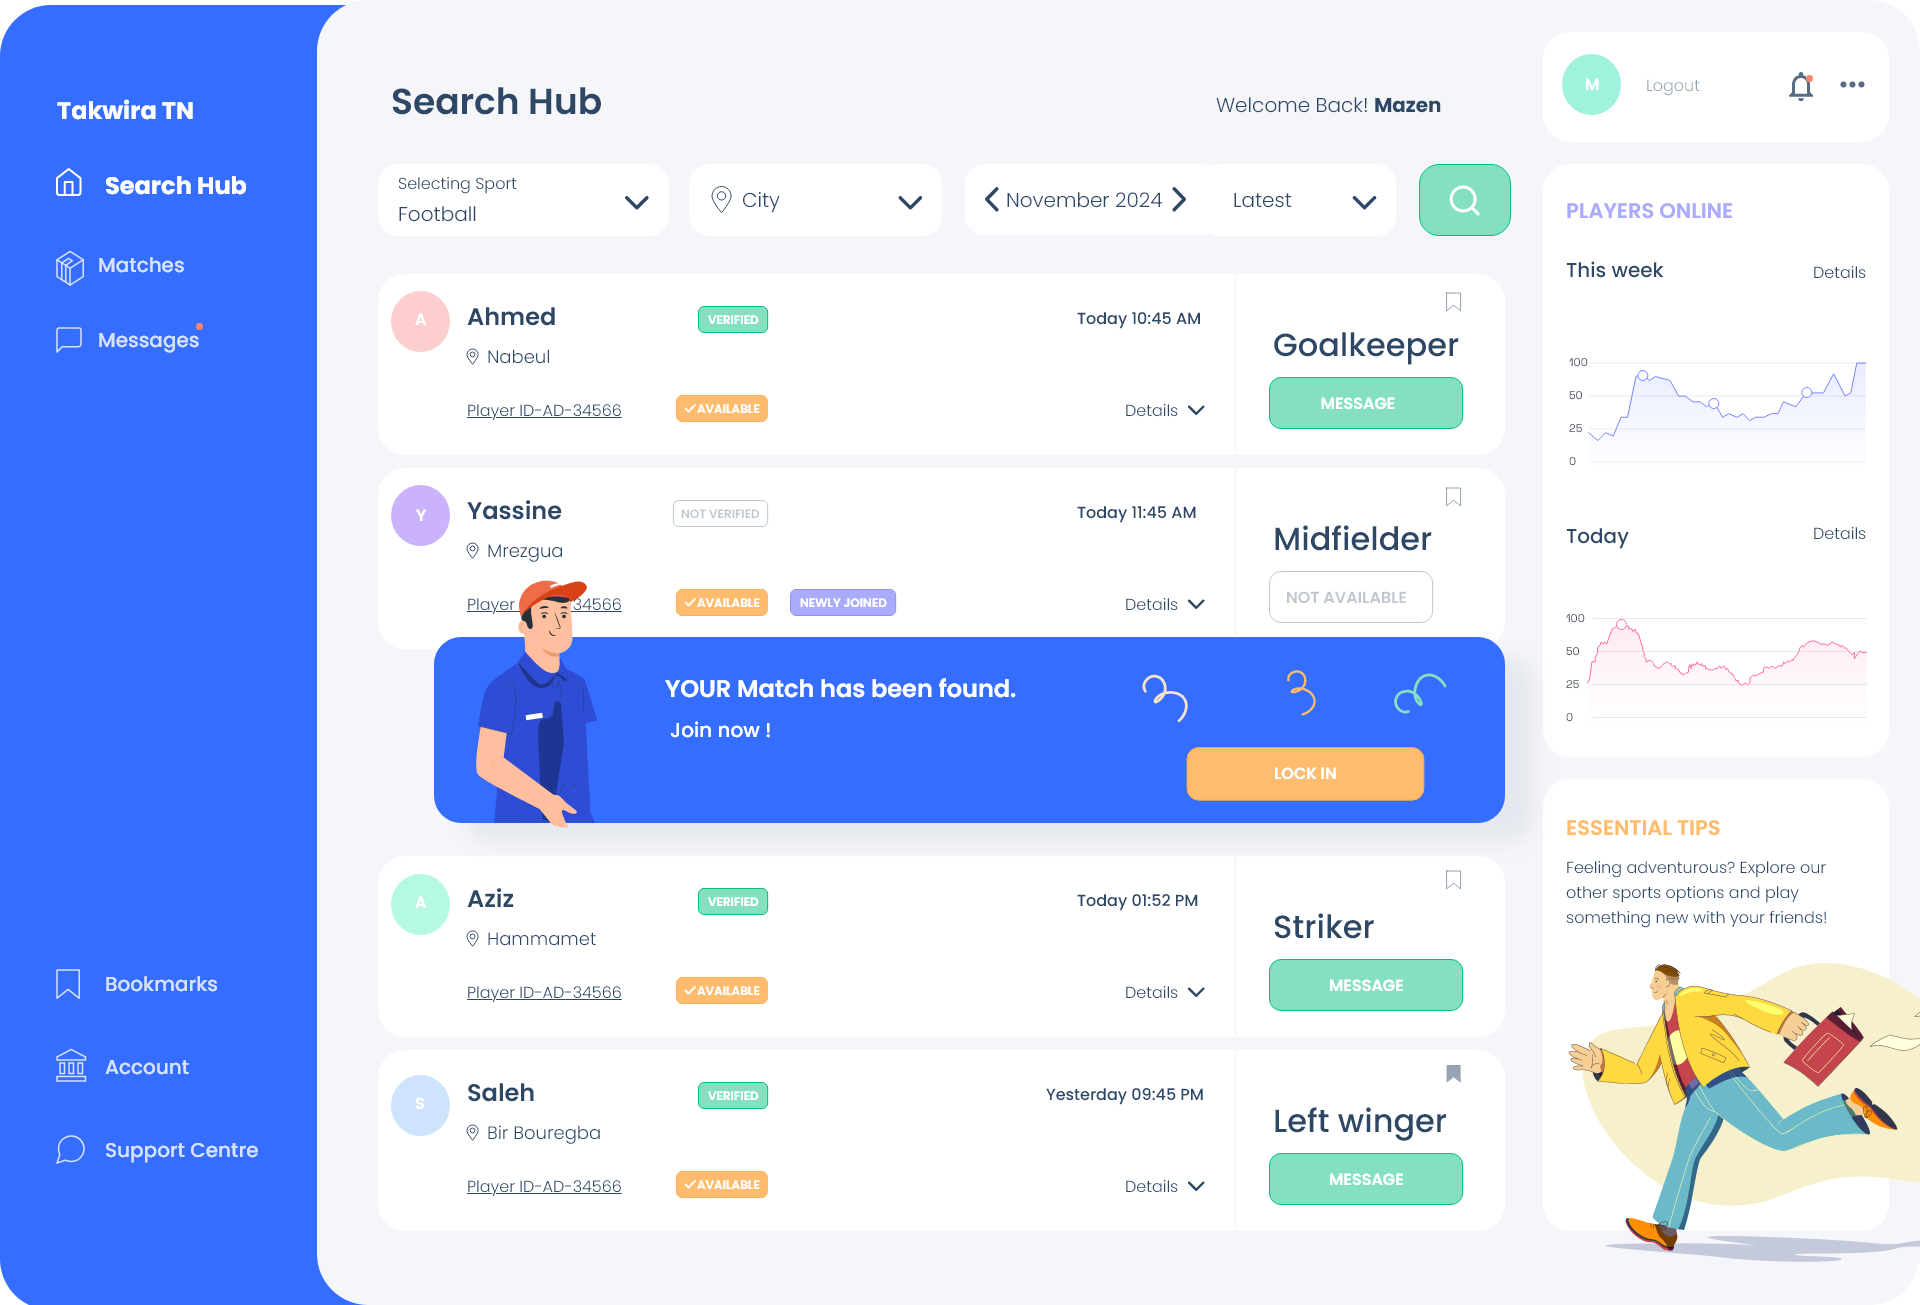 Takwira TN
Search Hub
Matches
Messages
Bookmarks
Account
Support Centre
Search Hub
Welcome Back! Mazen
Selecting Sport
Football
City
November 2024
Latest
A
Ahmed
VERIFIED
Today 10:45 AM
Nabeul
Player ID-AD-34566
AVAILABLE
Details
Goalkeeper
MESSAGE
Y
Yassine
NOT VERIFIED
Today 11:45 AM
Mrezgua
Player 34566
AVAILABLE
NEWLY JOINED
Details
Midfielder
NOT AVAILABLE
YOUR Match has been found.
Join now !
LOCK IN
A
Aziz
VERIFIED
Today 01:52 PM
Hammamet
Player ID-AD-34566
AVAILABLE
Details
Striker
MESSAGE
S
Saleh
VERIFIED
Yesterday 09:45 PM
Bir Bouregba
Player ID-AD-34566
AVAILABLE
Details
Left winger
MESSAGE
M
Logout
PLAYERS ONLINE
This week
Details
100
50
25
0
Today
Details
100
50
25
0
ESSENTIAL TIPS
Feeling adventurous? Explore our
other sports options and play
something new with your friends!